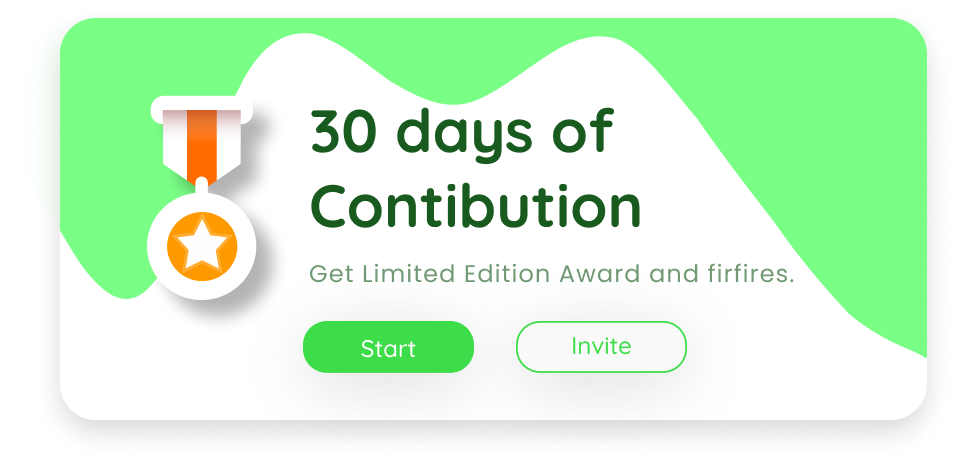 30 days of
Contibution
Get Limited Edition Award and firfires.
Start
Invite